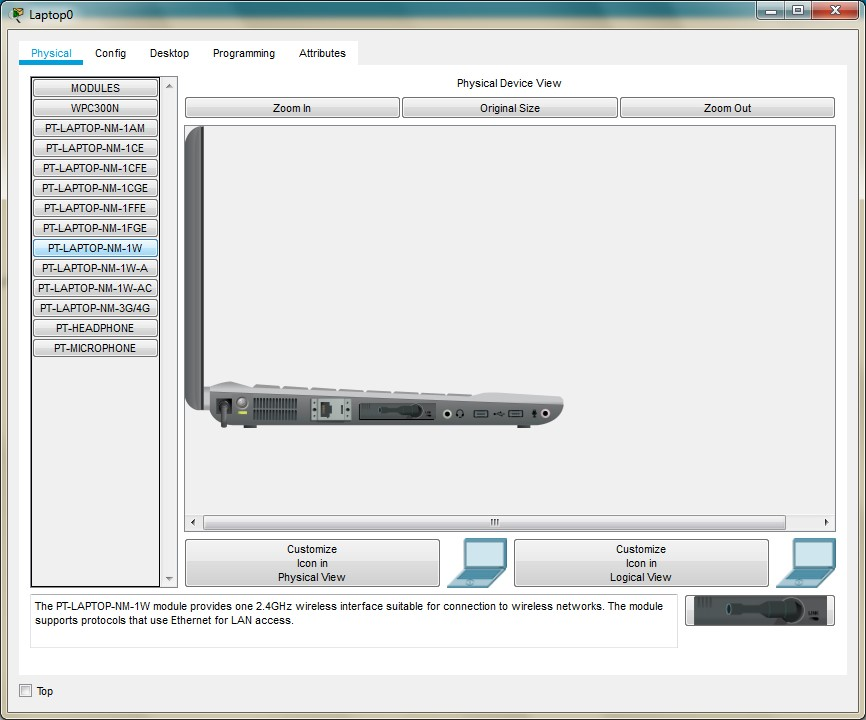 Laptop0
Physical Config Desktop Programming Attributes
MODULES
WPC300N
PT-LAPTOP-NM-1AM
PT-LAPTOP-NM-1CE
PT-LAPTOP-NM-1CFE
PT-LAPTOP-NM-1CGE
PT-LAPTOP-NM-1FFE
PT-LAPTOP-NM-1FGE
PT-LAPTOP-NM-1W
PT-LAPTOP-NM-1W-A
PT-LAPTOP-NM-1W-AC
PT-LAPTOP-NM-3G/4G
PT-HEADPHONE
PT-MICROPHONE
Physical Device View
Zoom In Original Size Zoom Out
Customize
Icon in
Physical View
Customize
Icon in
Logical View
The PT-LAPTOP-NM-1W module provides one 2.4GHz wireless interface suitable for connection to wireless networks. The module
supports protocols that use Ethernet for LAN access.
Top